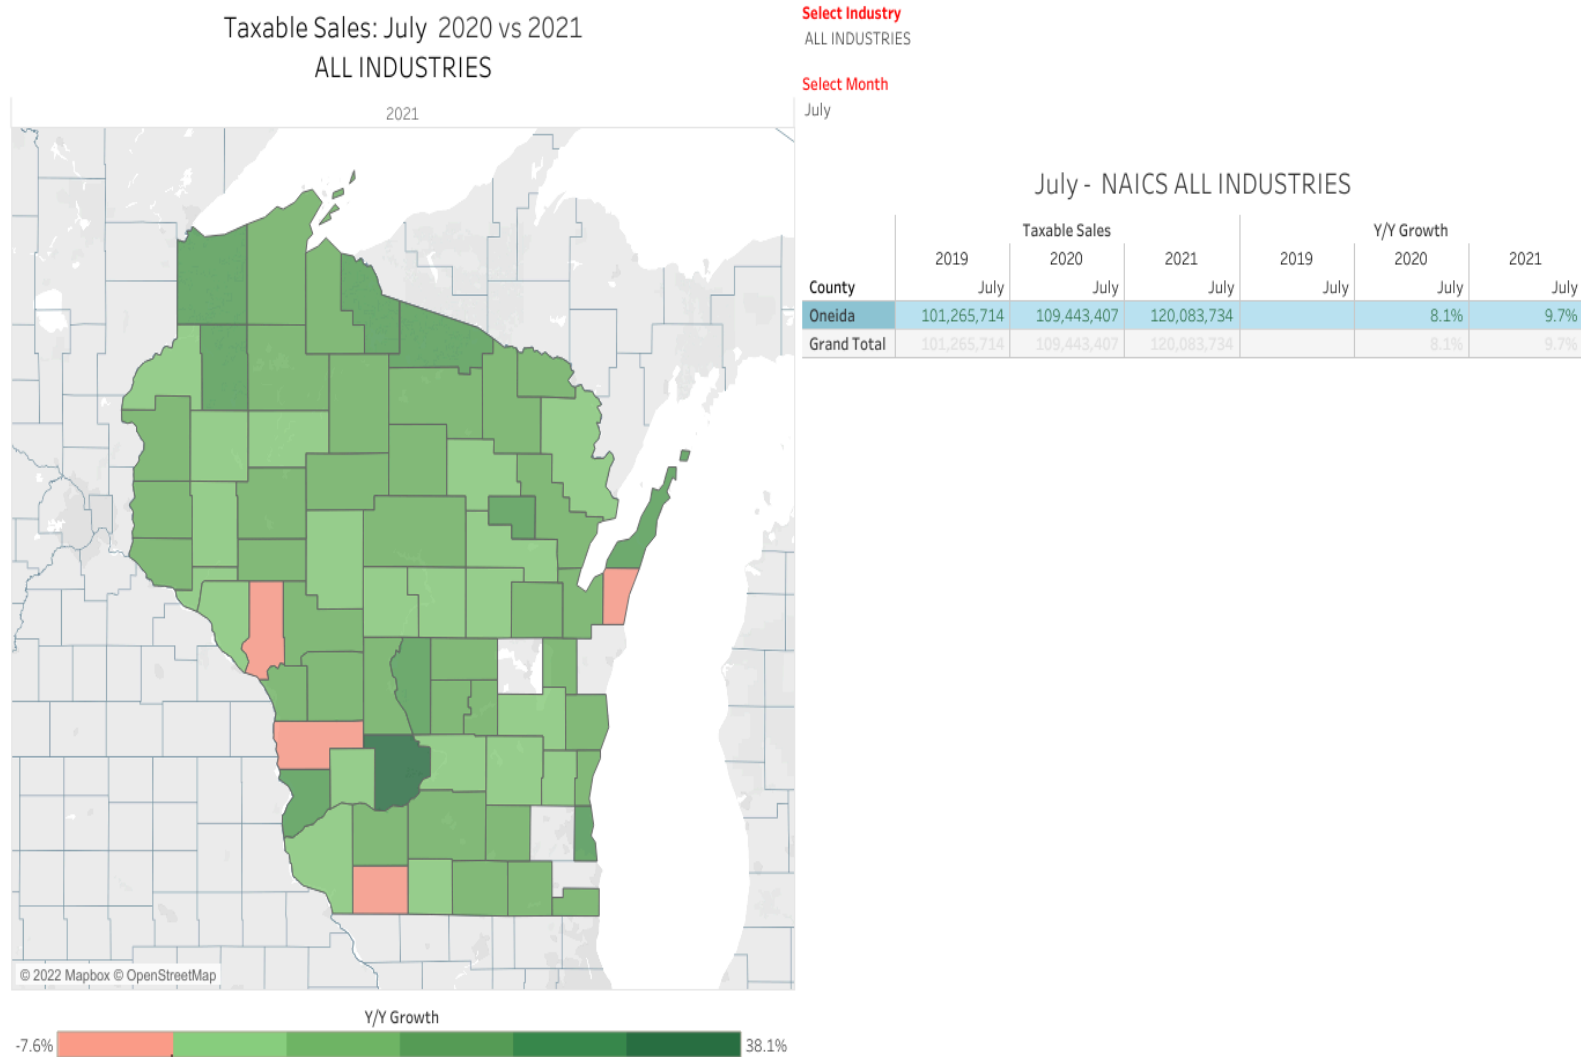 Taxable Sales: July 2020 vs 2021
ALL INDUSTRIES
2021
© 2022 Mapbox © OpenStreetMap
Y/Y Growth
-7.6% 38.1%
Select Industry
ALL INDUSTRIES
Select Month
July
July - NAICS ALL INDUSTRIES
Taxable Sales Y/Y Growth
2019 2020 2021 2019 2020 2021
County July July July July July July
Oneida 101,265,714 109,443,407 120,083,734 8.1% 9.7%
Grand Total 101,265,714 109,443,407 120,083,734 8.1% 9.7%